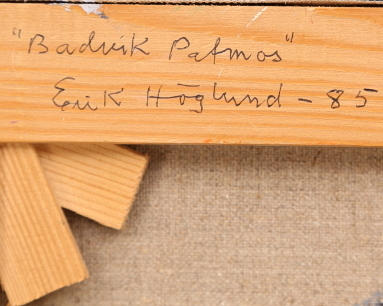 "Badvik Patmos"
Erik Höglund - 85